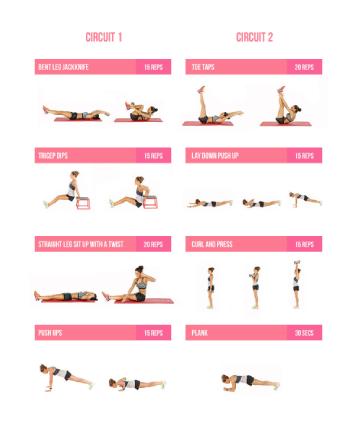 CIRCUIT 1
BENT LEG JACKKNIFE 15 REPS
TRICEP DIPS 15 REPS
STRAIGHT LEG SIT UP WITH A TWIST 20 REPS
PUSH UPS 15 REPS
CIRCUIT 2
TOE TAPS 20 REPS
LAY DOWN PUSH UP 15 REPS
CURL AND PRESS 15 REPS
PLANK 30 SECS